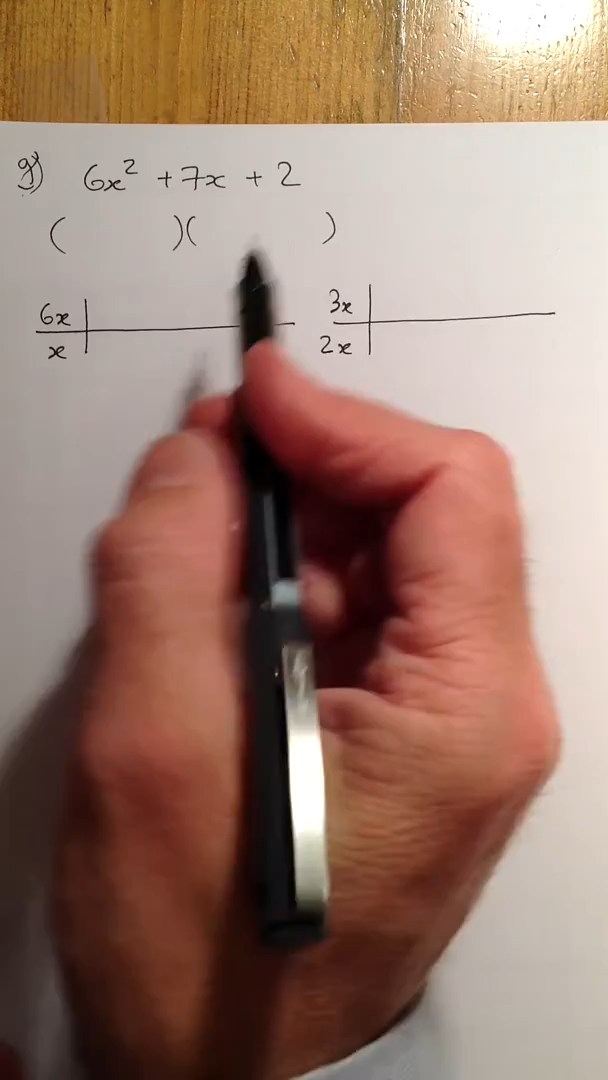 g) 6x² + 7x + 2
( )( )
6x 3x
x 2x